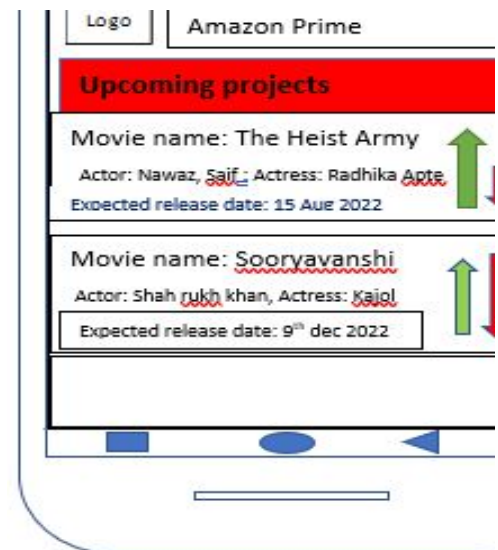 Logo
Amazon Prime
Upcoming projects
Movie name: The Heist Army
Actor: Nawaz, Saif : Actress: Radhika Apte
Expected release date: 15 Aug 2022
Movie name: Sooryavanshi
Actor: Shah rukh khan, Actress: Kajol
Expected release date: 9th dec 2022